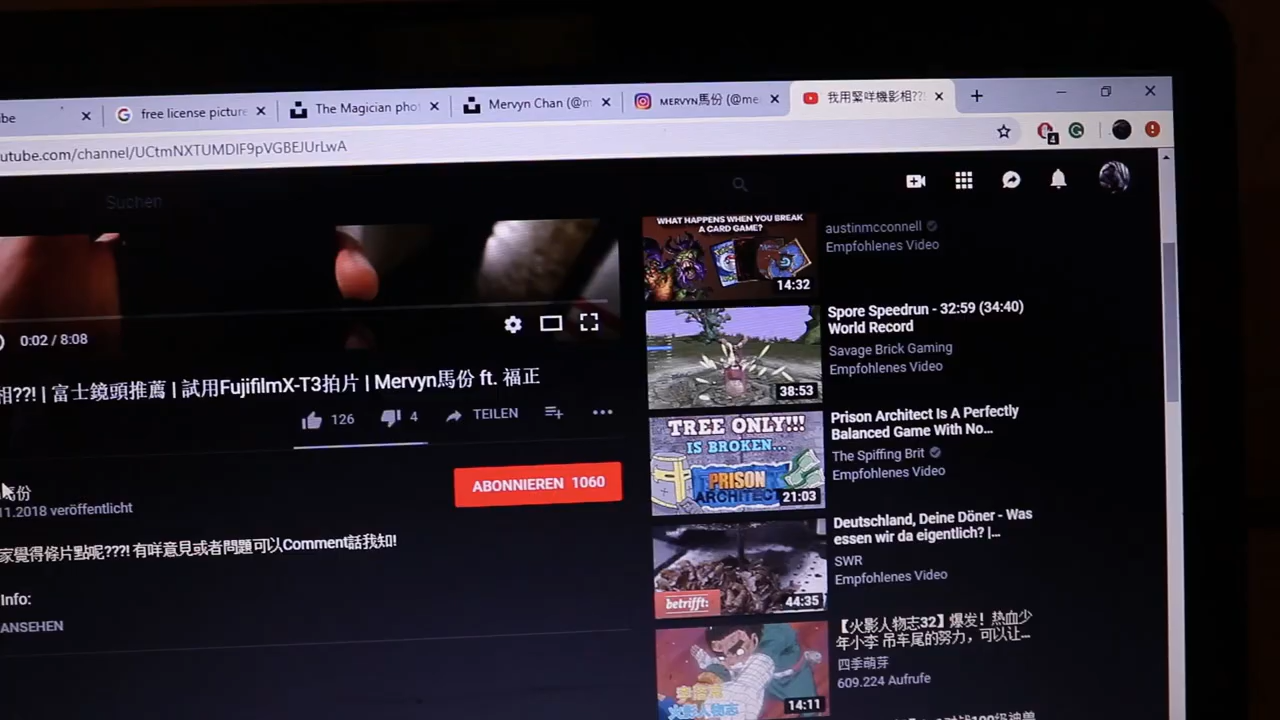 be
free license picture
The Magician pho
Mervyn Chan (@m
MERVYN馬份 (@me
我用緊咩機影相??
utube.com/channel/UCtmNXTUMDIF9pVGBEJUrLwA
4
Suchen
WHAT HAPPENS WHEN YOU BREAK
A CARD GAME?
14:32
austinmcconnell
Empfohlenes Video
0:02 / 8:08
Spore Speedrun - 32:59 (34:40)
World Record
Savage Brick Gaming
Empfohlenes Video
38:53
相??! | 富士鏡頭推薦 | 試用FujifilmX-T3拍片 | Mervyn馬份 ft. 福正
126
4
TEILEN
TREE ONLY!!!
IS BROKEN...
PRISON
ARCHITECT
21:03
Prison Architect Is A Perfectly
Balanced Game With No...
The Spiffing Brit
Empfohlenes Video
馬份
11.2018 veröffentlicht
ABONNIEREN 1060
家覺得條片點呢???! 有咩意見或者問題可以Comment話我知!
Info:
ANSEHEN
betrifft:
44:35
Deutschland, Deine Döner - Was
essen wir da eigentlich? |...
SWR
Empfohlenes Video
火影人物志
14:11
【火影人物志32】爆发！热血少
年小李 吊车尾的努力，可以让...
四季萌芽
609.224 Aufrufe